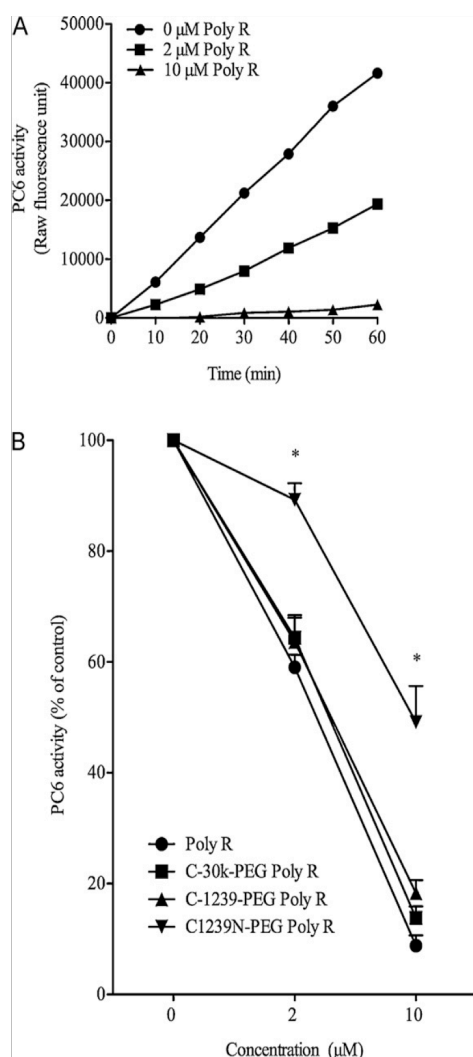 A
50000
40000
30000
20000
10000
0
PC6 activity
(Raw fluorescence unit)
0 μM Poly R
2 μM Poly R
10 μM Poly R
0 10 20 30 40 50 60
Time (min)
B
100
80
60
40
20
0
PC6 activity (% of control)
*
*
Poly R
C-30k-PEG Poly R
C-1239-PEG Poly R
C1239N-PEG Poly R
0 2 10
Concentration (μM)